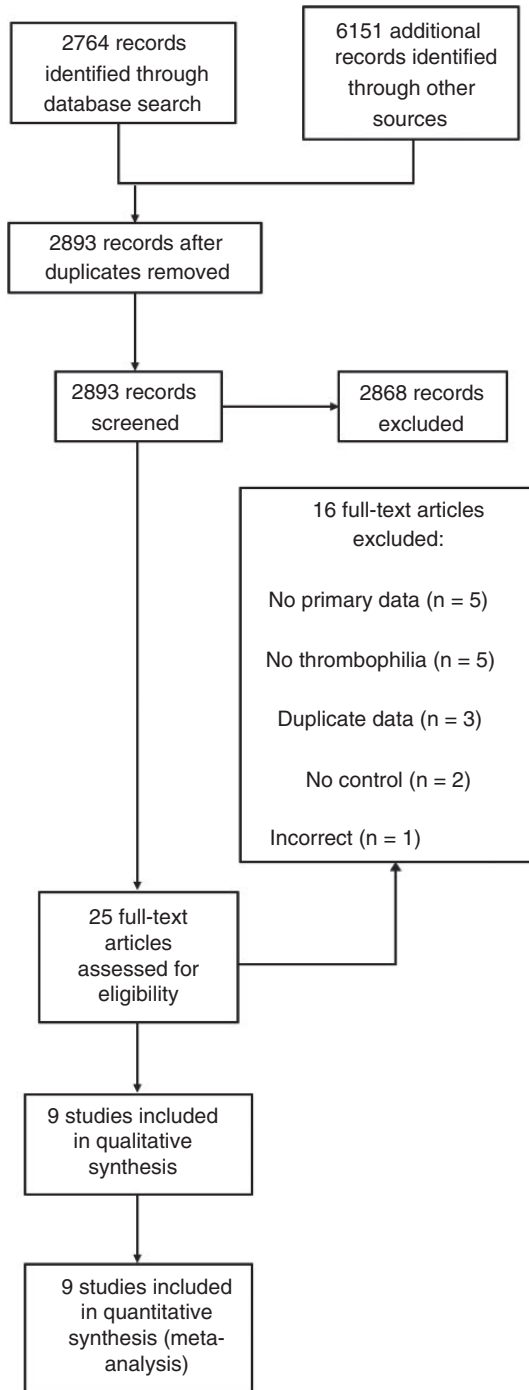 2764 records
identified through
database search
6151 additional
records identified
through other
sources
2893 records after
duplicates removed
2893 records
screened
2868 records
excluded
16 full-text articles
excluded:
No primary data (n = 5)
No thrombophilia (n = 5)
Duplicate data (n = 3)
No control (n = 2)
Incorrect (n = 1)
25 full-text
articles
assessed for
eligibility
9 studies included
in qualitative
synthesis
9 studies included
in quantitative
synthesis (meta-
analysis)